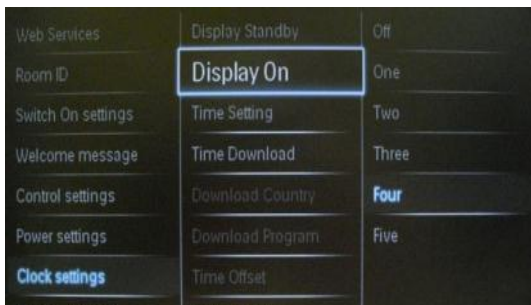 Web Services
Room ID
Switch On settings
Welcome message
Control settings
Power settings
Clock settings
Display Standby
Display On
Time Setting
Time Download
Download Country
Download Program
Time Offset
Off
One
Two
Three
Four
Five